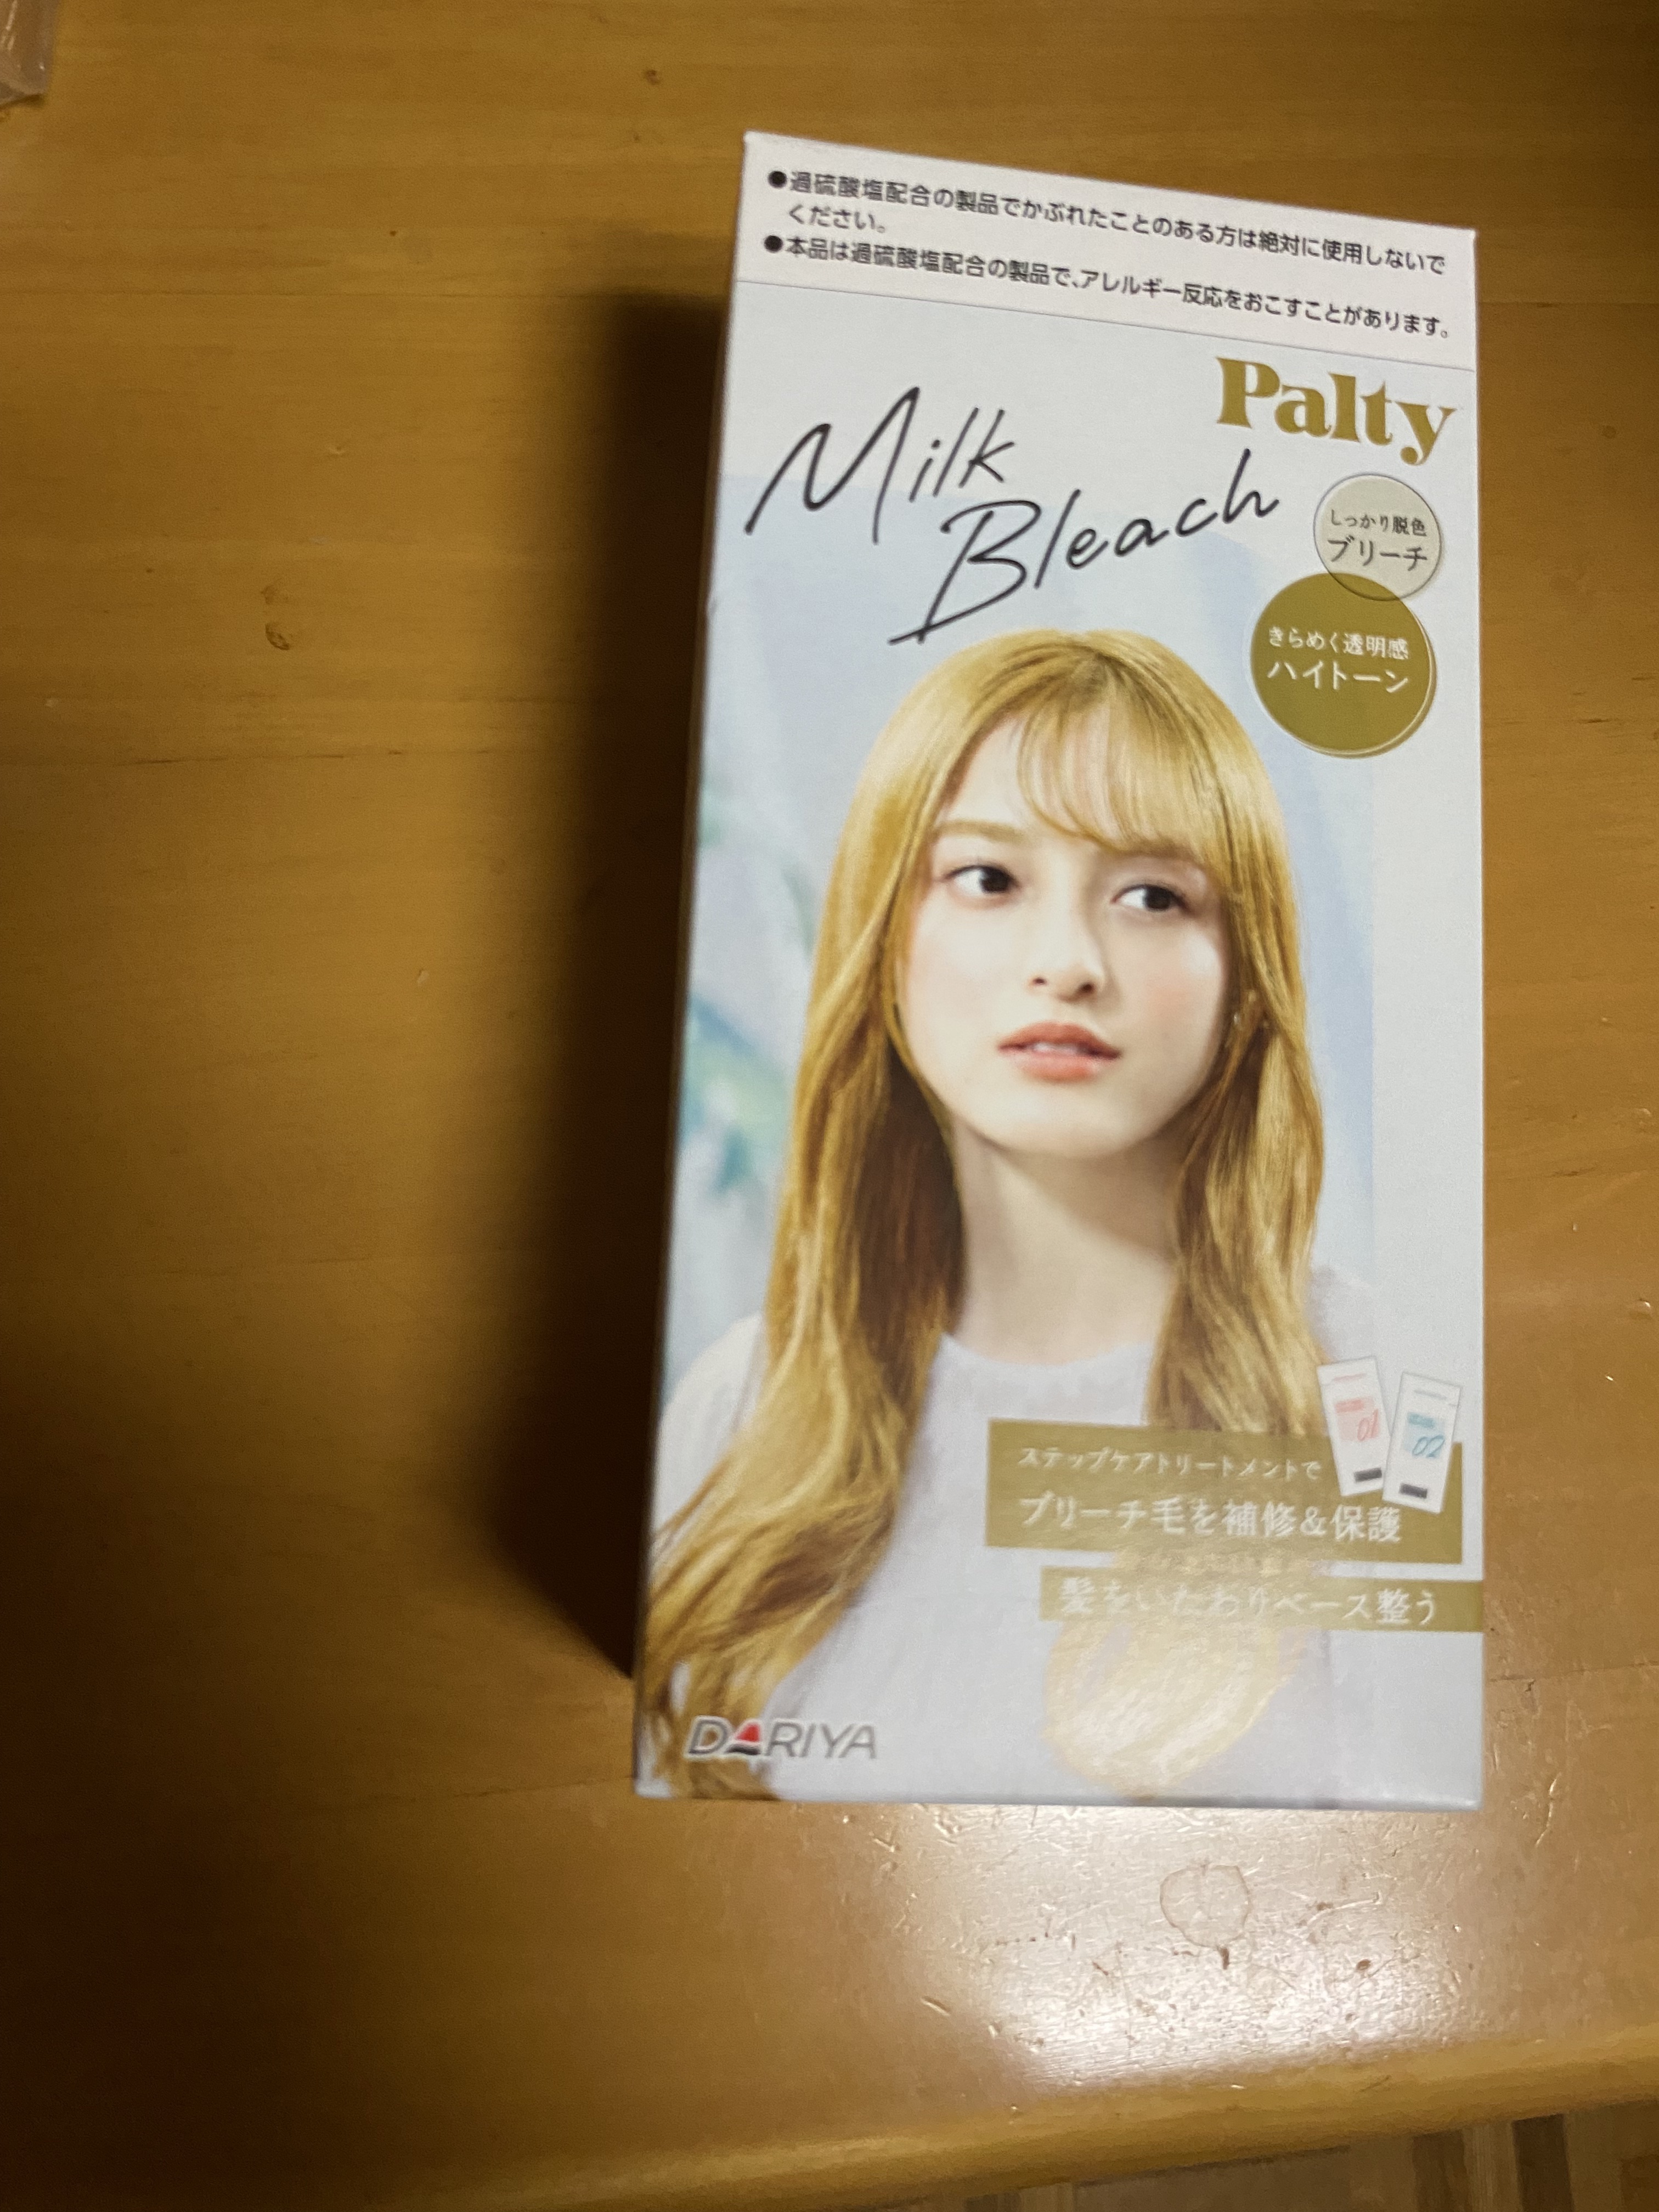 ●過硫酸塩配合の製品でかぶれたことのある方は絶対に使用しないで
ください。
●本品は過硫酸塩配合の製品で、アレルギー反応をおこすことがあります。
Palty
Milk
Bleach
しっかり脱色
ブリーチ
きらめく透明感
ハイトーン
01
02
ステップケアトリートメントで
ブリーチ毛を補修&保護
髪をいたわりベース整う
DARIYA